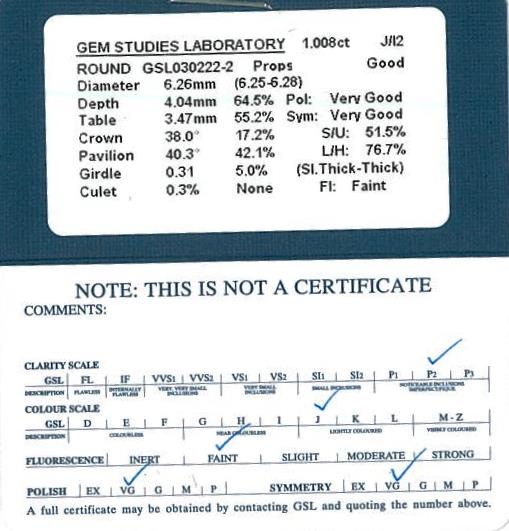 GEM STUDIES LABORATORY 1.008ct J/I2
ROUND GSL030222-2 Props Good
Diameter 6.26mm (6.25-6.28)
Depth 4.04mm 64.5% Pol: Very Good
Table 3.47mm 55.2% Sym: Very Good
Crown 38.0° 17.2% S/U: 51.5%
Pavilion 40.3° 42.1% L/H: 76.7%
Girdle 0.31 5.0% (Sl.Thick-Thick)
Culet 0.3% None Fl: Faint
NOTE: THIS IS NOT A CERTIFICATE
COMMENTS:
CLARITY SCALE
GSL FL IF VVS1 VVS2 VS1 VS2 SI1 SI2 P1 P2 P3
DESCRIPTION FLAWLESS INTERNALLY FLAWLESS VERY, VERY SMALL INCLUSIONS VERY SMALL INCLUSIONS SMALL INCLUSIONS NOTICEABLE INCLUSIONS IMPERFECT/PIQUE
COLOUR SCALE
GSL D E F G H I J K L M - Z
DESCRIPTION COLOURLESS NEAR COLOURLESS LIGHTLY COLOURED VISIBLY COLOURED
FLUORESCENCE INERT FAINT SLIGHT MODERATE STRONG
POLISH EX VG G M P SYMMETRY EX VG G M P
A full certificate may be obtained by contacting GSL and quoting the number above.